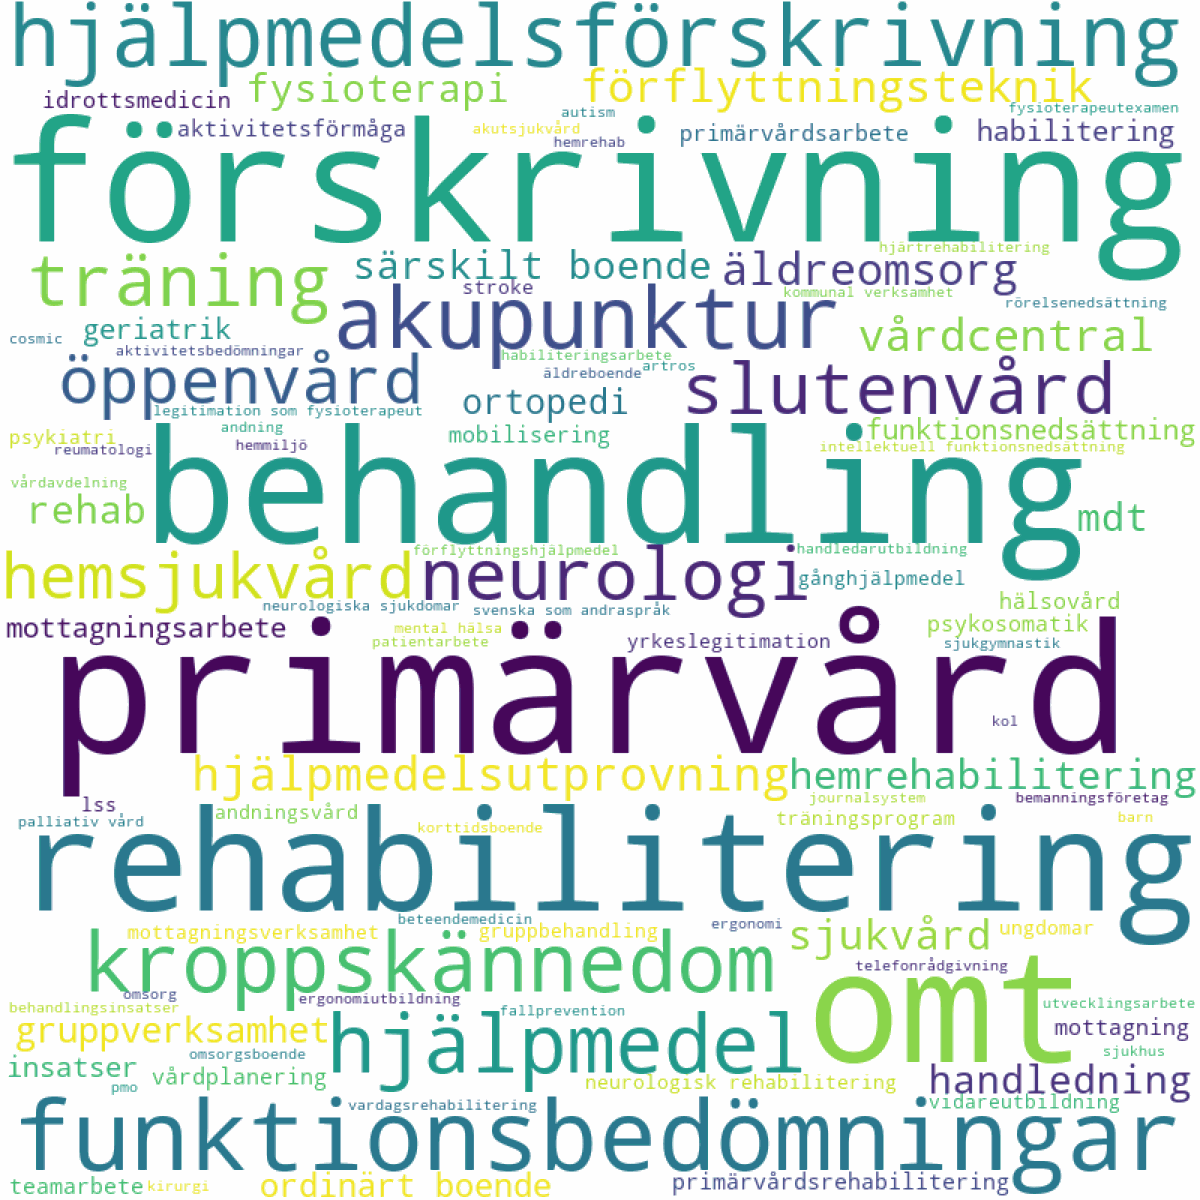 hjälpmedelsförskrivning
fysioterapi
förflyttningsteknik
idrottsmedicin
autism
fysioterapeutexamen
aktivitetsförmåga
akutsjukvård
primärvårdsarbete
habilitering
hemrehab
förskrivning
hjärtrehabilitering
träning
särskilt boende
äldreomsorg
stroke
kommunal verksamhet
rörelsenedsättning
akupunktur
cosmic
geriatrik
vårdcentral
aktivitetsbedömningar
habiliteringsarbete
artros
öppenvård
äldreboende
slutenvård
legitimation som fysioterapeut
ortopedi
andning
psykiatri
mobilisering
funktionsnedsättning
reumatologi
hemmiljö
intellektuell funktionsnedsättning
behandling
vårdavdelning
rehab
mdt
förflyttningshjälpmedel
handledarutbildning
hemsjukvård
neurologi
gånghjälpmedel
neurologiska sjukdomar
svenska som andraspråk
hälsovård
mottagningsarbete
mental hälsa
patientarbete
yrkeslegitimation
psykosomatik
sjukgymnastik
primärvård
kol
hjälpmedelsutprovning
hemrehabilitering
lss
andningsvård
journalsystem
bemanningsföretag
palliativ vård
korttidsboende
träningsprogram
barn
rehabilitering
beteendemedicin
ergonomi
mottagningsverksamhet
gruppbehandling
sjukvård
ungdomar
kroppskännedom
telefonrådgivning
omt
omsorg
ergonomiutbildning
behandlingsinsatser
fallprevention
utvecklingsarbete
gruppverksamhet
hjälpmedel
mottagning
omsorgsboende
sjukhus
insatser
vårdplanering
pmo
neurologisk rehabilitering
handledning
vardagsrehabilitering
vidareutbildning
funktionsbedömningar
teamarbete
kirurgi
ordinärt boende
primärvårdsrehabilitering